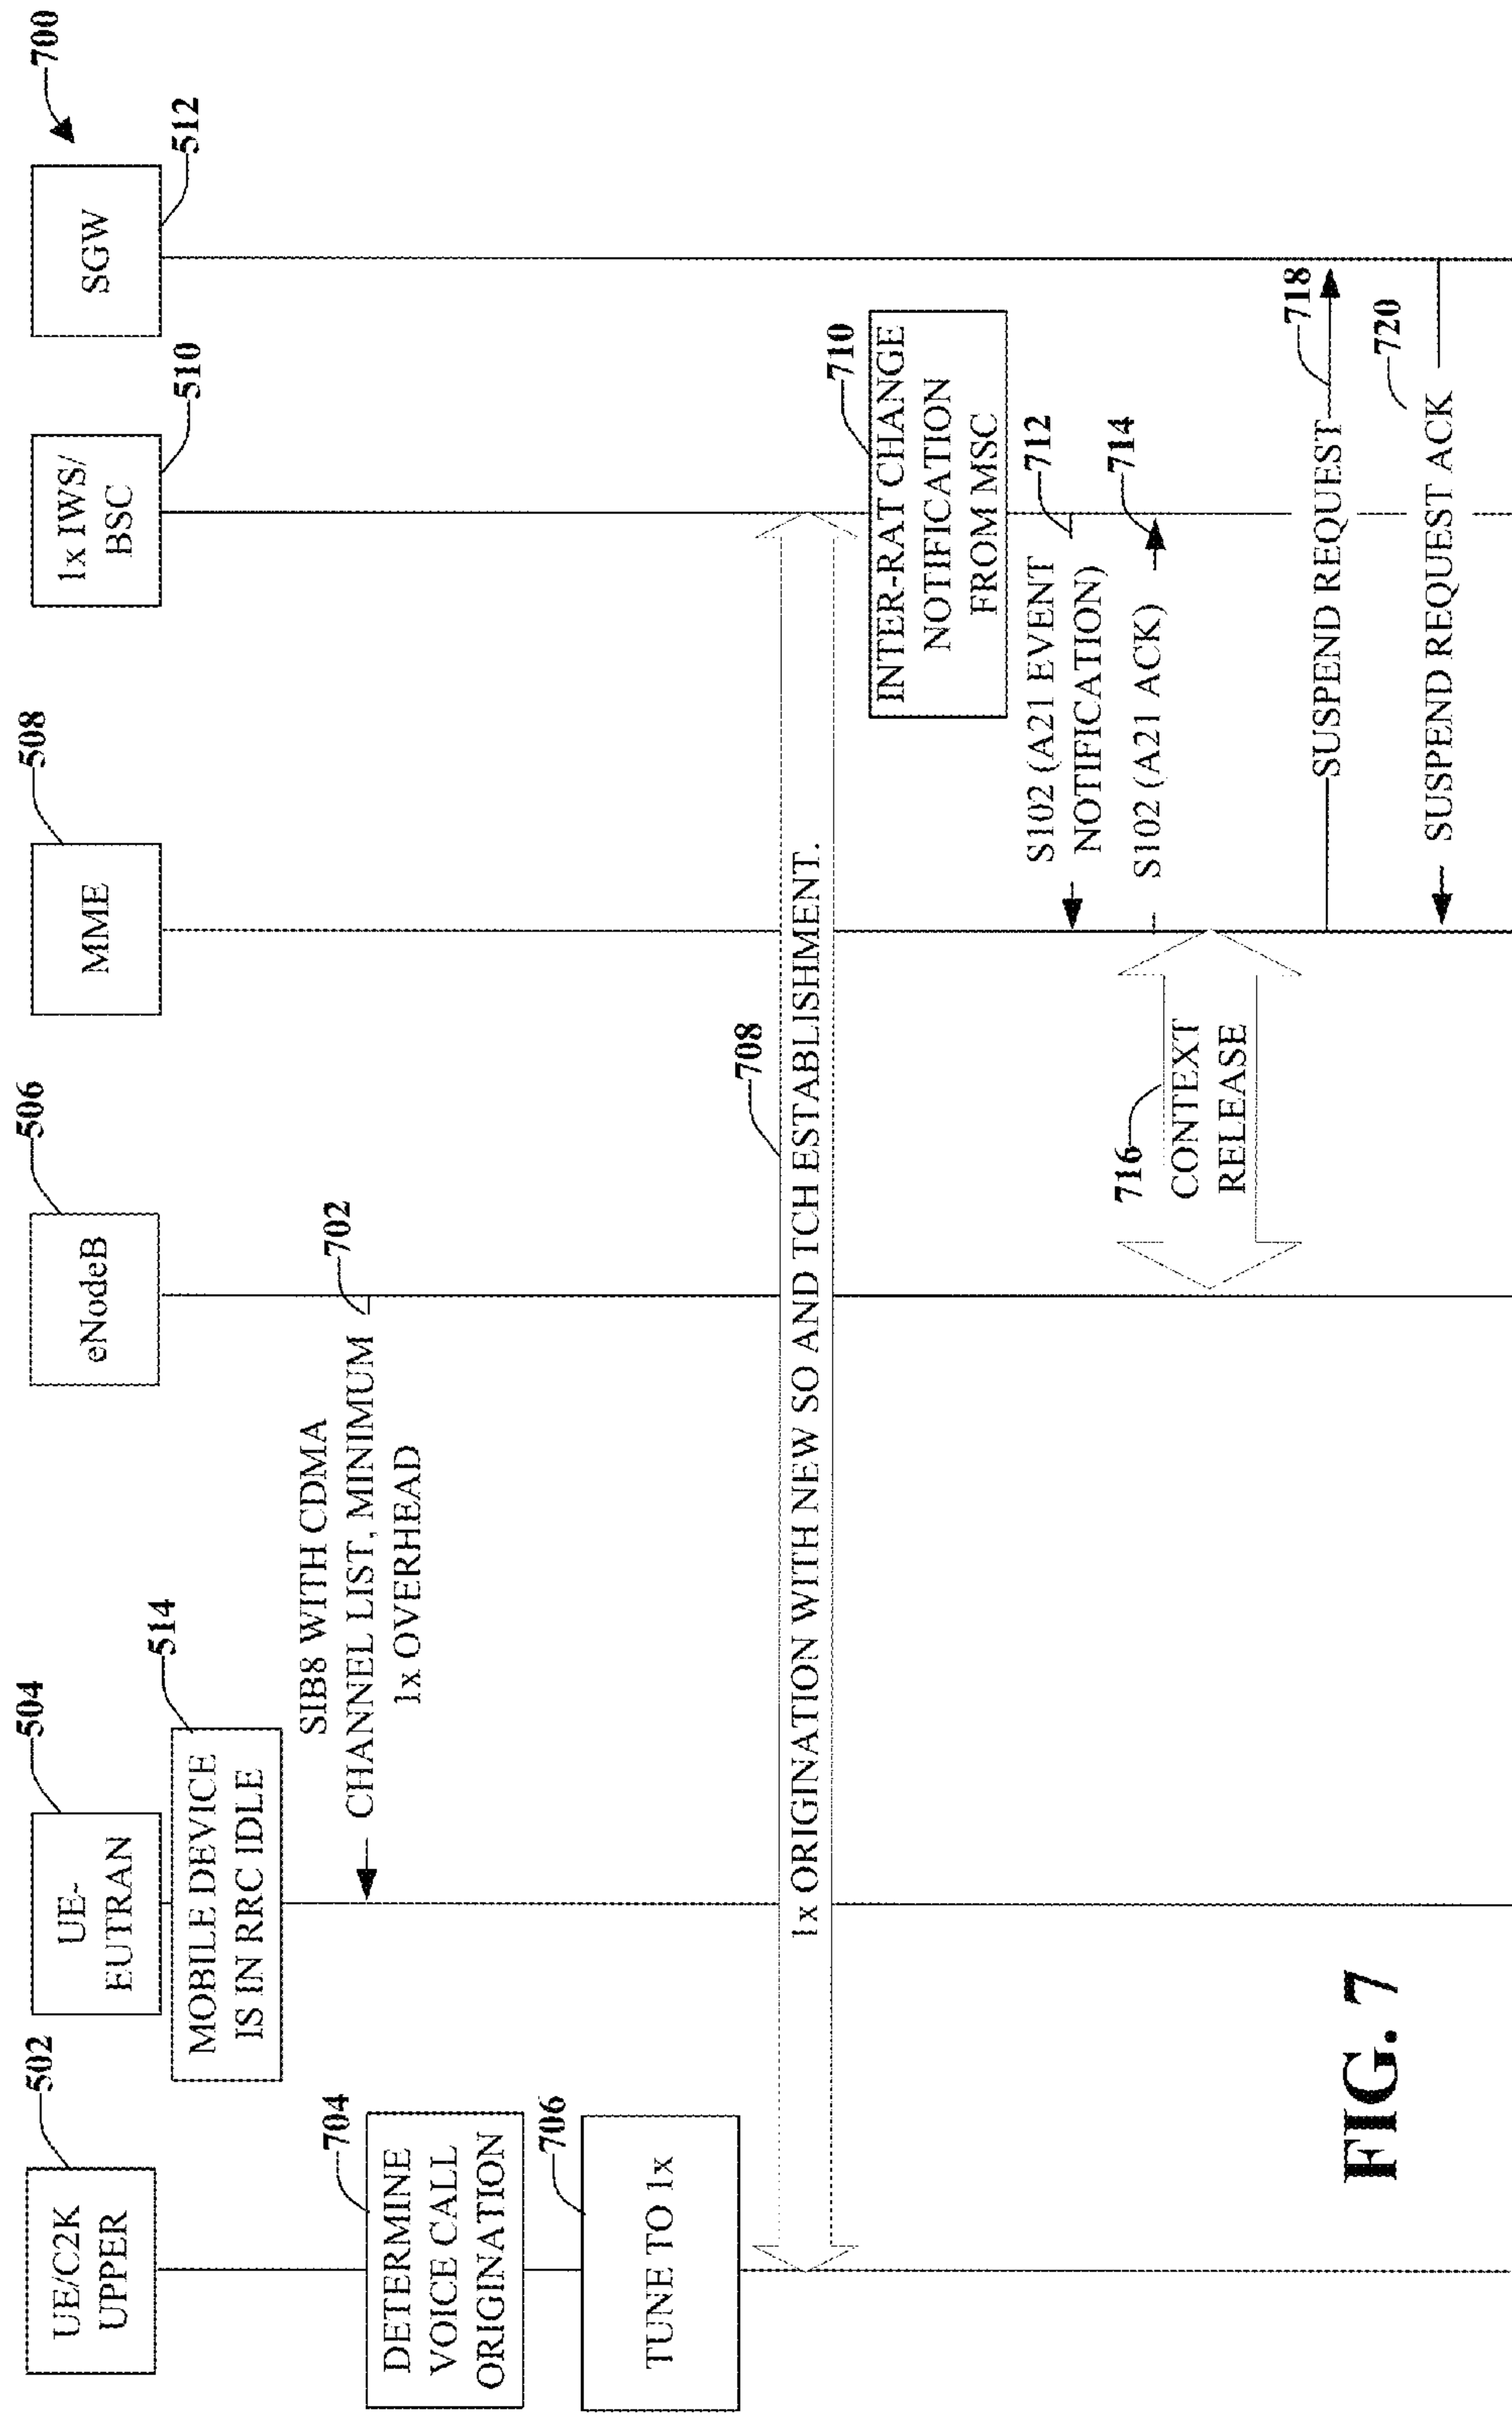 700
502
UE/C2K
UPPER
504
UE-
EUTRAN
506
eNodeB
508
MME
510
1x IWS/
BSC
512
SGW
514
MOBILE DEVICE
IS IN RRC IDLE
702
SIB8 WITH CDMA
CHANNEL LIST, MINIMUM
1x OVERHEAD
704
DETERMINE
VOICE CALL
ORIGINATION
706
TUNE TO 1x
708
1x ORIGINATION WITH NEW SO AND TCH ESTABLISHMENT.
710
INTER-RAT CHANGE
NOTIFICATION
FROM MSC
712
S102 (A21 EVENT
NOTIFICATION)
714
S102 (A21 ACK)
716
CONTEXT
RELEASE
718
SUSPEND REQUEST
720
SUSPEND REQUEST ACK
FIG. 7